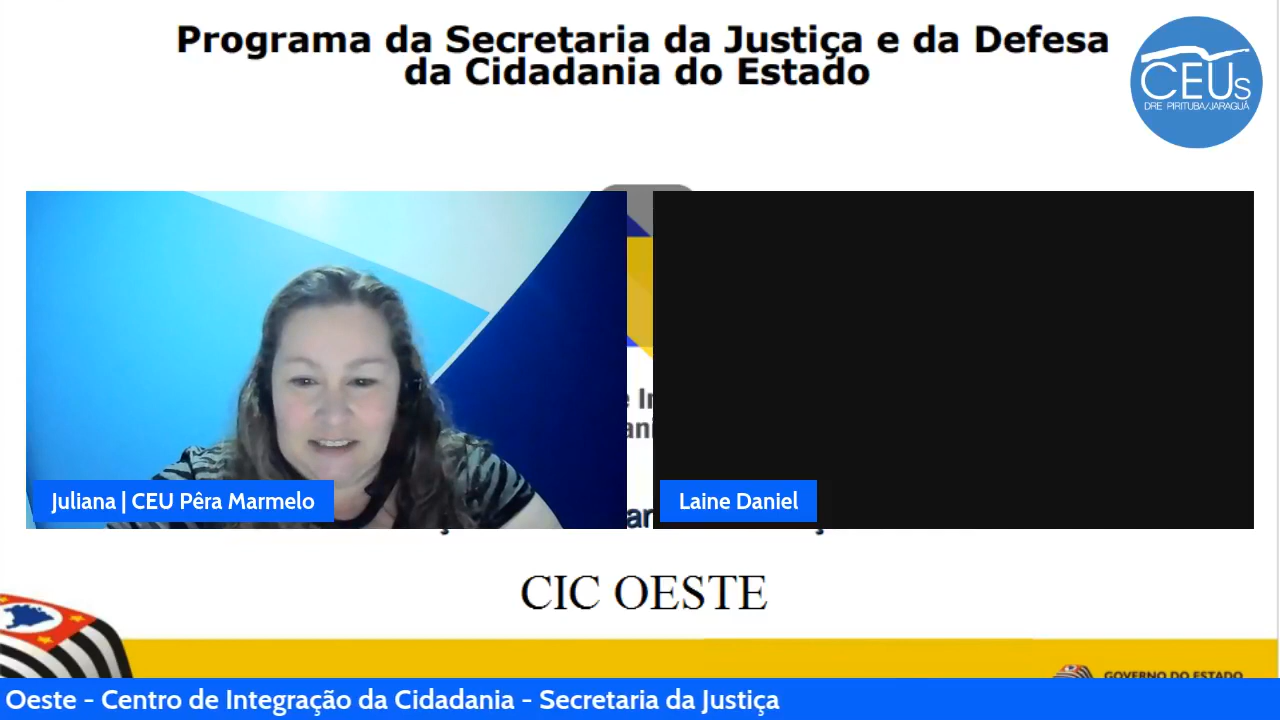 Programa da Secretaria da Justiça e da Defesa
da Cidadania do Estado
CEUs
DRE PIRITUBA/JARAGUÁ
Juliana | CEU Pêra Marmelo
Laine Daniel
CIC OESTE
GOVERNO DO ESTADO
Oeste - Centro de Integração da Cidadania - Secretaria da Justiça